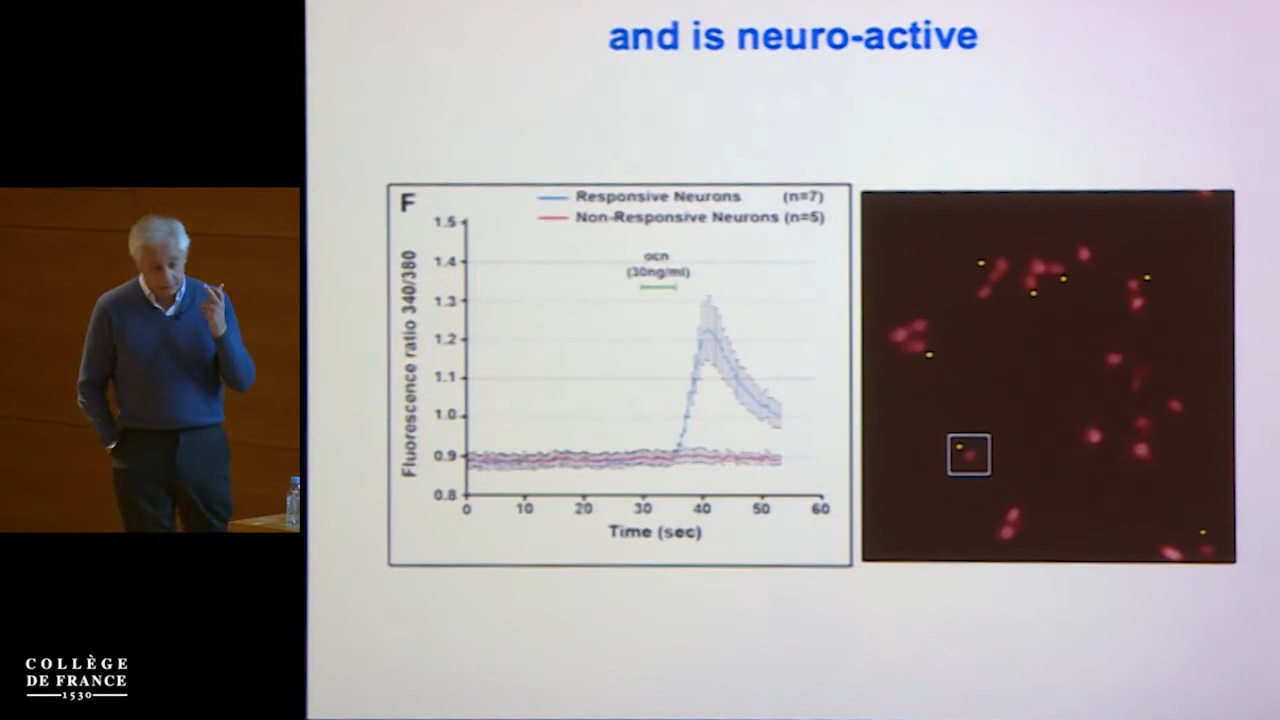 and is neuro-active
F
Responsive Neurons (n=7)
Non-Responsive Neurons (n=5)
ocn
(30ng/ml)
Fluorescence ratio 340/380
1.5
1.4
1.3
1.2
1.1
1.0
0.9
0.8
0 10 20 30 40 50 60
Time (sec)
COLLÈGE
DE FRANCE
1530